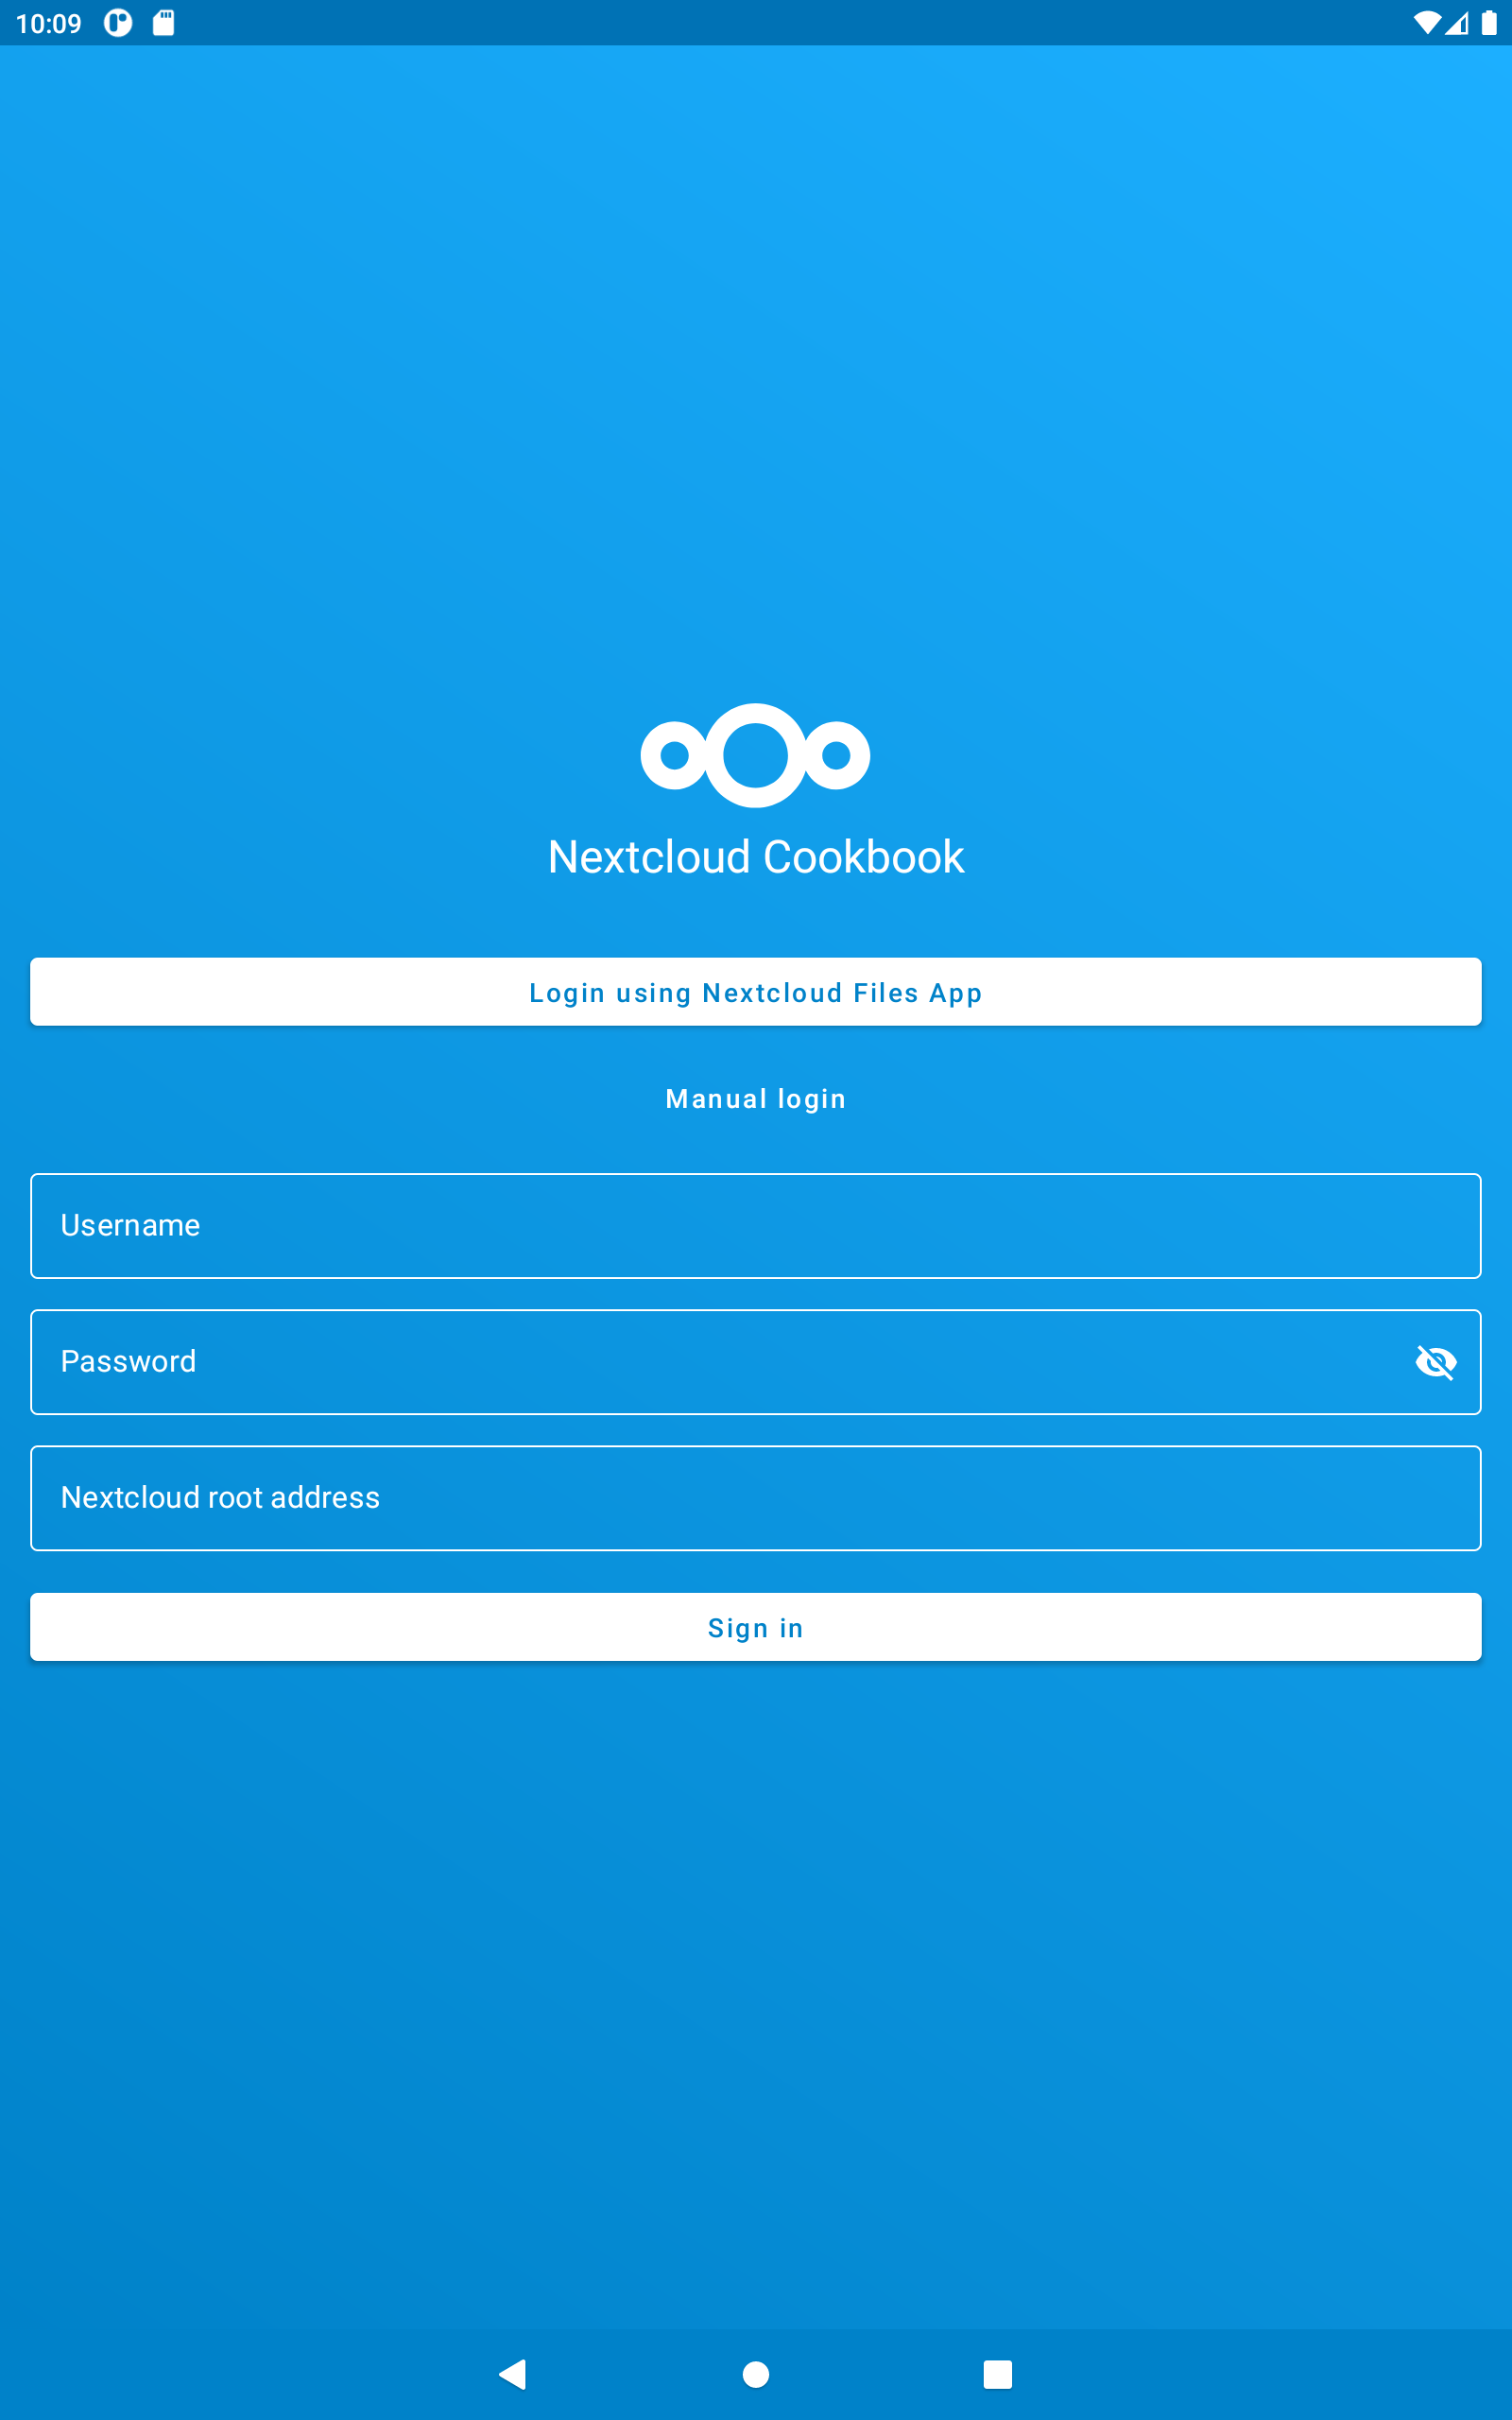 10:09
Nextcloud Cookbook
Login using Nextcloud Files App
Manual login
Username
Password
Nextcloud root address
Sign in